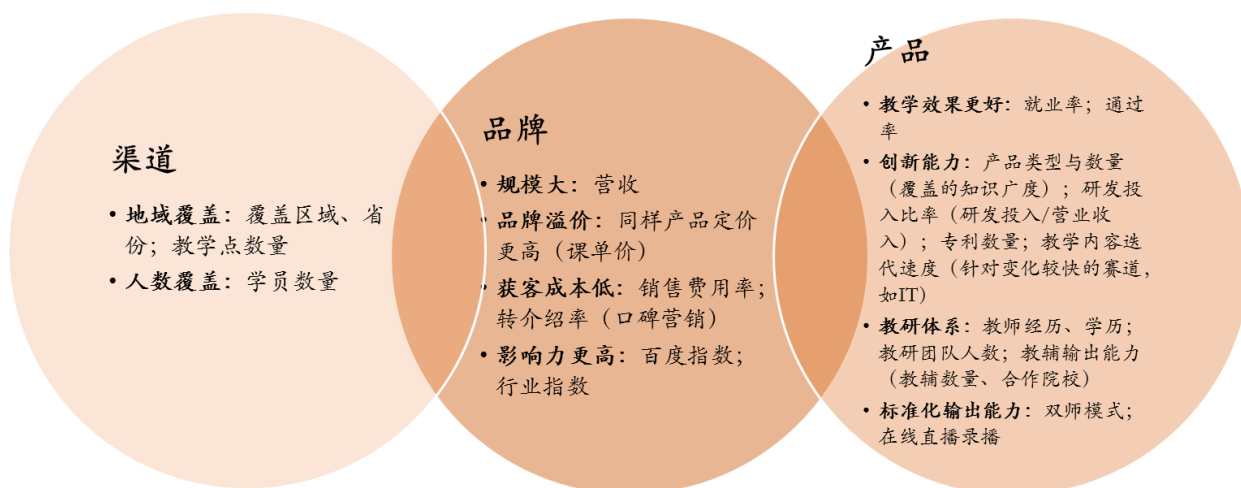 渠道
• 地域覆盖：覆盖区域、省
份；教学点数量
• 人数覆盖：学员数量
品牌
• 规模大：营收
• 品牌溢价：同样产品定价
更高（课单价）
• 获客成本低：销售费用率；
转介绍率（口碑营销）
• 影响力更高：百度指数；
行业指数
产品
• 教学效果更好：就业率；通过
率
• 创新能力：产品类型与数量
（覆盖的知识广度）；研发投
入比率（研发投入/营业收
入）；专利数量；教学内容迭
代速度（针对变化较快的赛道，
如IT）
• 教研体系：教师经历、学历；
教研团队人数；教辅输出能力
（教辅数量、合作院校）
• 标准化输出能力：双师模式；
在线直播录播